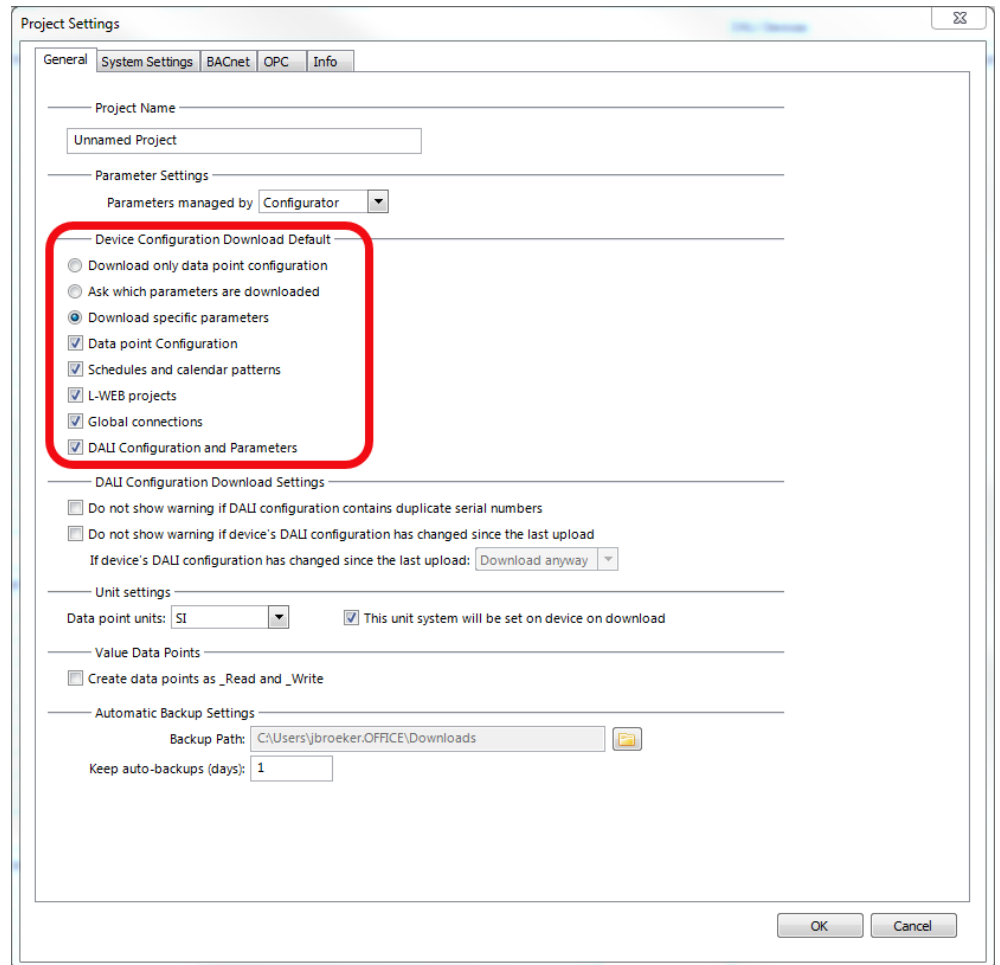 Project Settings
General System Settings BACnet OPC Info
Project Name
Unnamed Project
Parameter Settings
Parameters managed by Configurator
Device Configuration Download Default
Download only data point configuration
Ask which parameters are downloaded
Download specific parameters
Data point Configuration
Schedules and calendar patterns
L-WEB projects
Global connections
DALI Configuration and Parameters
DALI Configuration Download Settings
Do not show warning if DALI configuration contains duplicate serial numbers
Do not show warning if device's DALI configuration has changed since the last upload
If device's DALI configuration has changed since the last upload: Download anyway
Unit settings
Data point units: SI This unit system will be set on device on download
Value Data Points
Create data points as _Read and _Write
Automatic Backup Settings
Backup Path: C:\Users\jbroeker.OFFICE\Downloads
Keep auto-backups (days): 1
OK Cancel